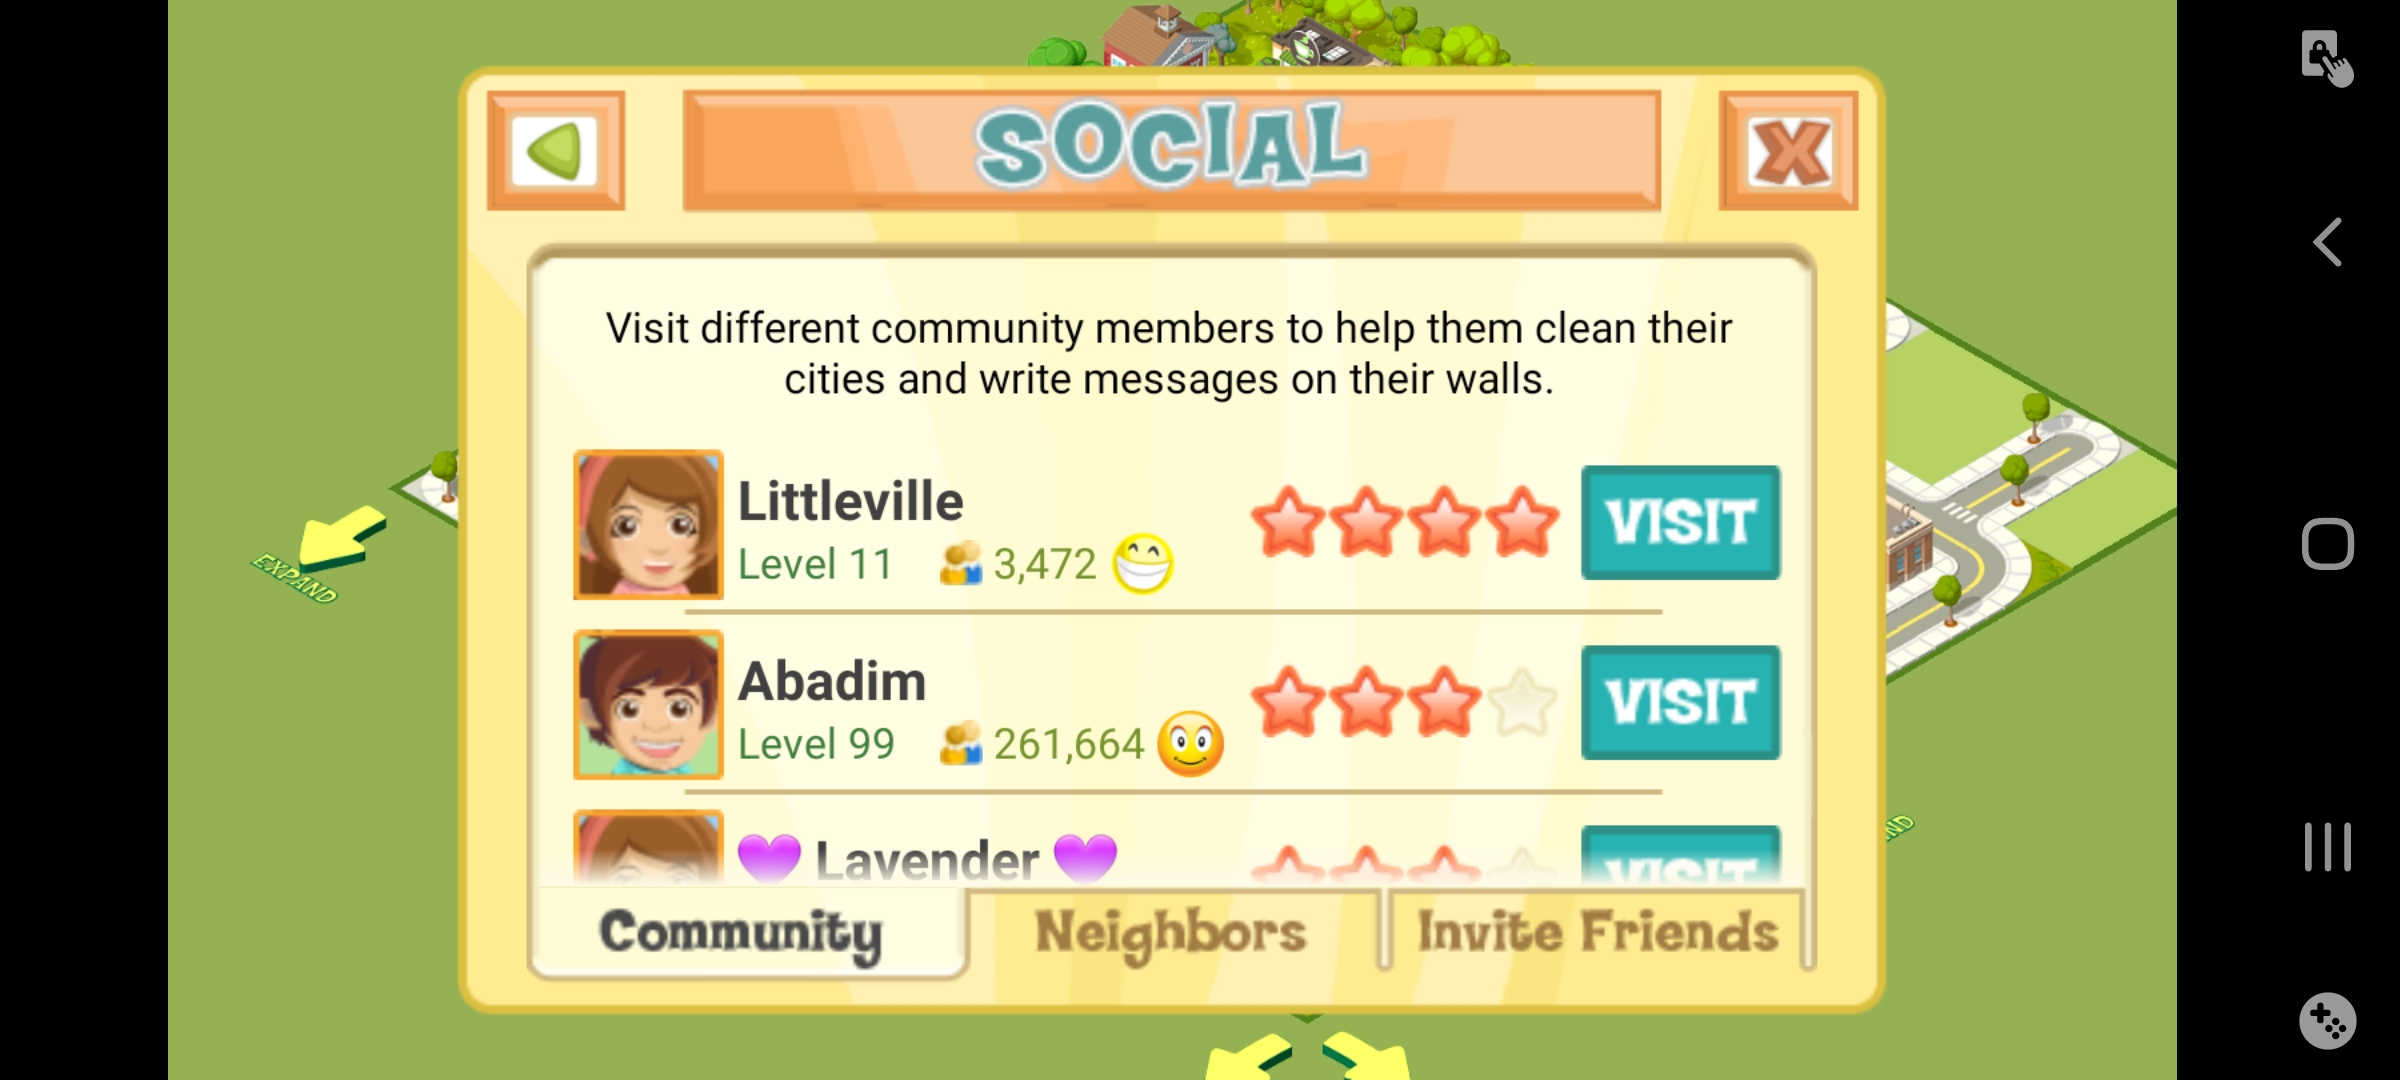 SOCIAL
Visit different community members to help them clean their
cities and write messages on their walls.
Littleville
Level 11 3,472
VISIT
EXPAND
Abadim
Level 99 261,664
VISIT
💜 Lavender 💜
VISIT
Community Neighbors Invite Friends